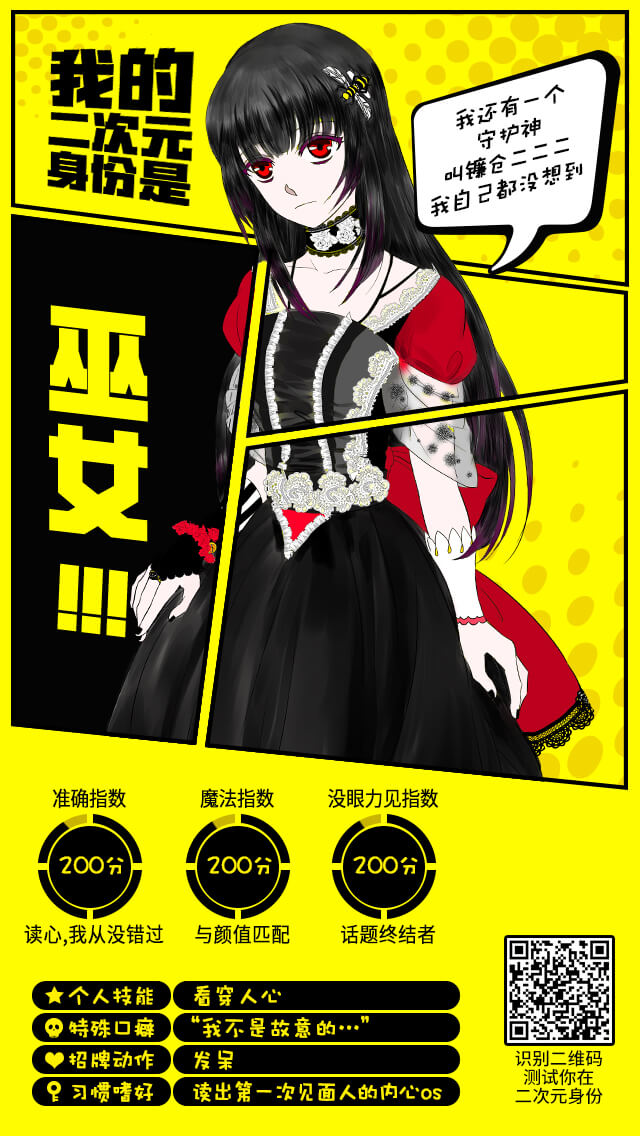 我的
二次元
身份是
我还有一个
守护神
叫镰仓二二二
我自己都没想到
巫女!!!
准确指数
魔法指数
没眼力见指数
200分
200分
200分
读心,我从没错过
与颜值匹配
话题终结者
个人技能
看穿人心
特殊口癖
“我不是故意的…”
招牌动作
发呆
习惯嗜好
读出第一次见面人的内心os
识别二维码
测试你在
二次元身份